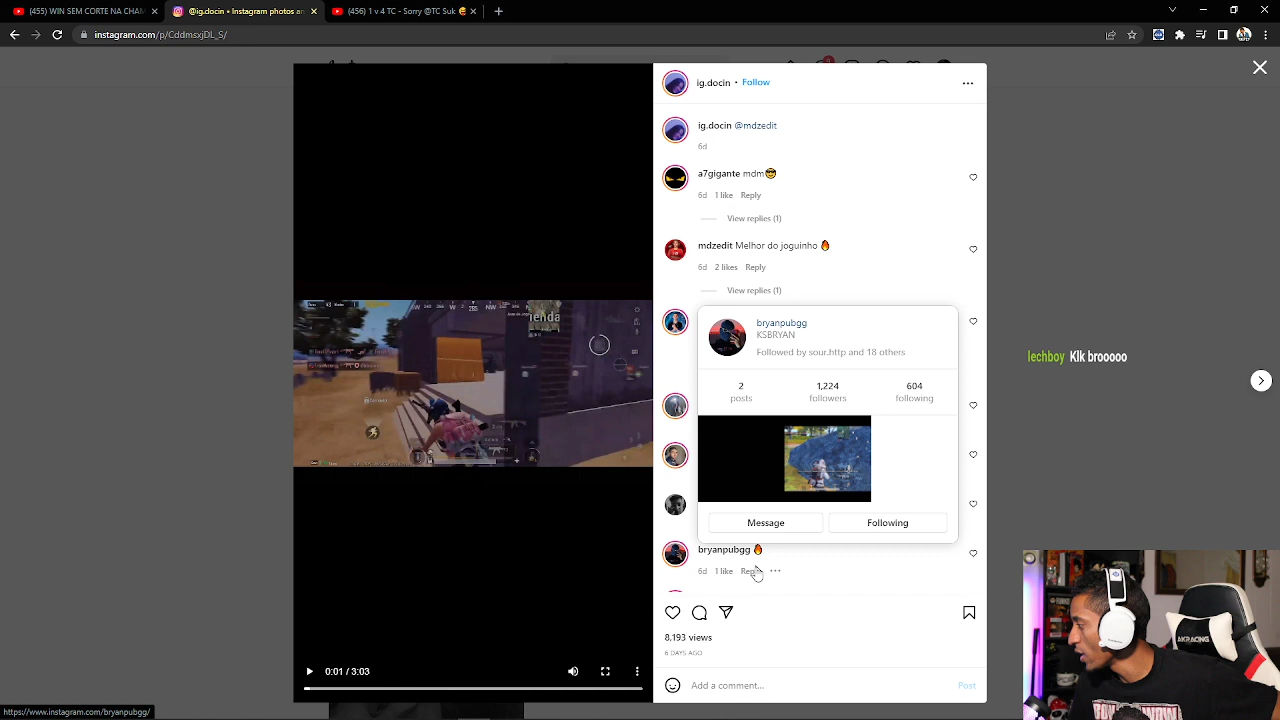 (455) WIN SEM CORTE NA CHAM
@ig.docin • Instagram photos an
(456) 1 v 4 TC - Sorry @TC Suk
instagram.com/p/CddmsxjDL_S/
ig.docin • Follow
ig.docin @mdzedit
6d
a7gigante mdm😎
6d 1 like Reply
View replies (1)
mdzedit Melhor do joguinho 🔥
6d 2 likes Reply
View replies (1)
bryanpubgg
KSBRYAN
Followed by sour.http and 18 others
2 1,224 604
posts followers following
Message Following
bryanpubgg 🔥
6d 1 like Reply
8,193 views
6 DAYS AGO
Add a comment... Post
0:01 / 3:03
lechboy Klk brooooo
AKRACING
https://www.instagram.com/bryanpubgg/